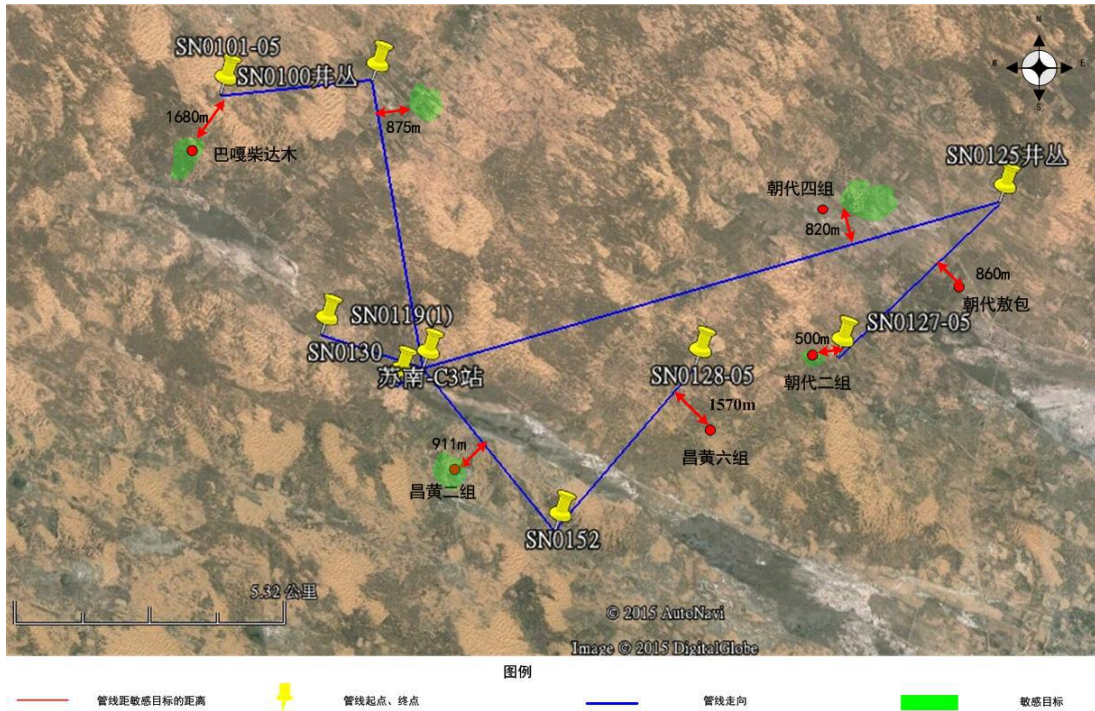 N
W
E
S
SN0101-05
SN0100井丛
1680m
875m
巴嘎柴达木
SN0125井丛
朝代四组
820m
860m
朝代敖包
SN0119(1)
SN0130
苏南-C3站
SN0127-05
500m
朝代二组
SN0128-05
1570m
昌黄六组
911m
昌黄二组
SN0152
5.32 公里
© 2015 AutoNavi
Image © 2015 DigitalGlobe
图例
管线距敏感目标的距离
管线起点、终点
管线走向
敏感目标